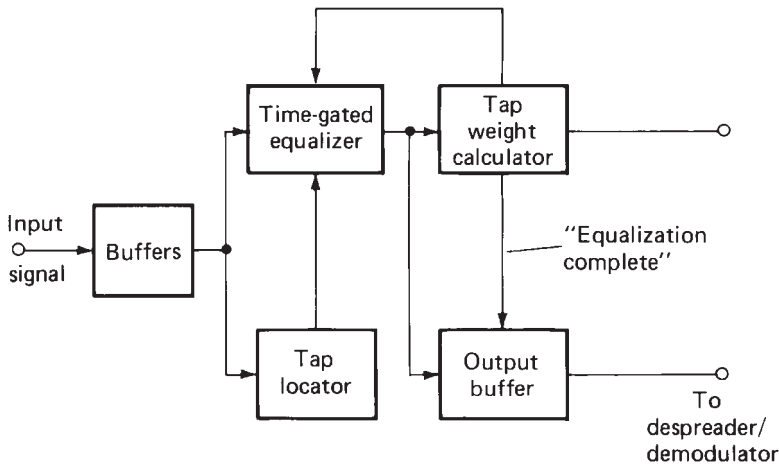 Time-gated
equalizer
Tap
weight
calculator
Input
signal
Buffers
"Equalization
complete"
Tap
locator
Output
buffer
To
despreader/
demodulator